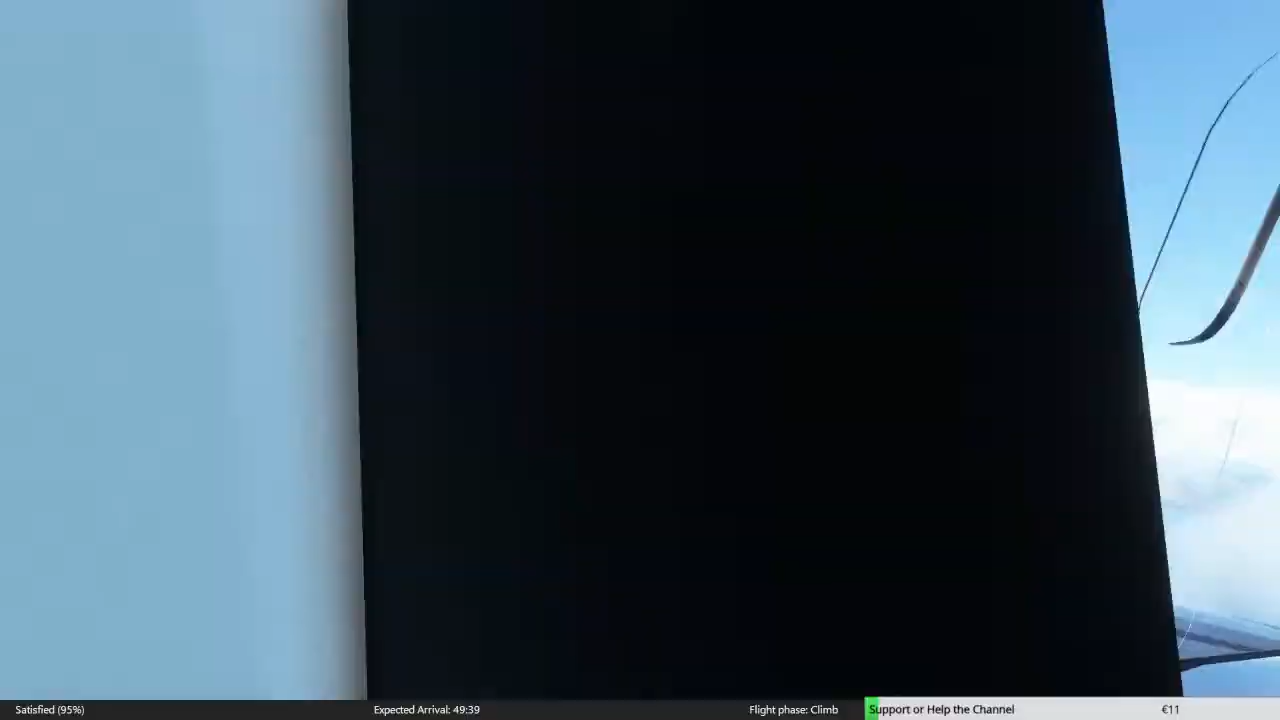 Satisfied (95%)
Expected Arrival: 49:39
Flight phase: Climb
Support or Help the Channel
€11